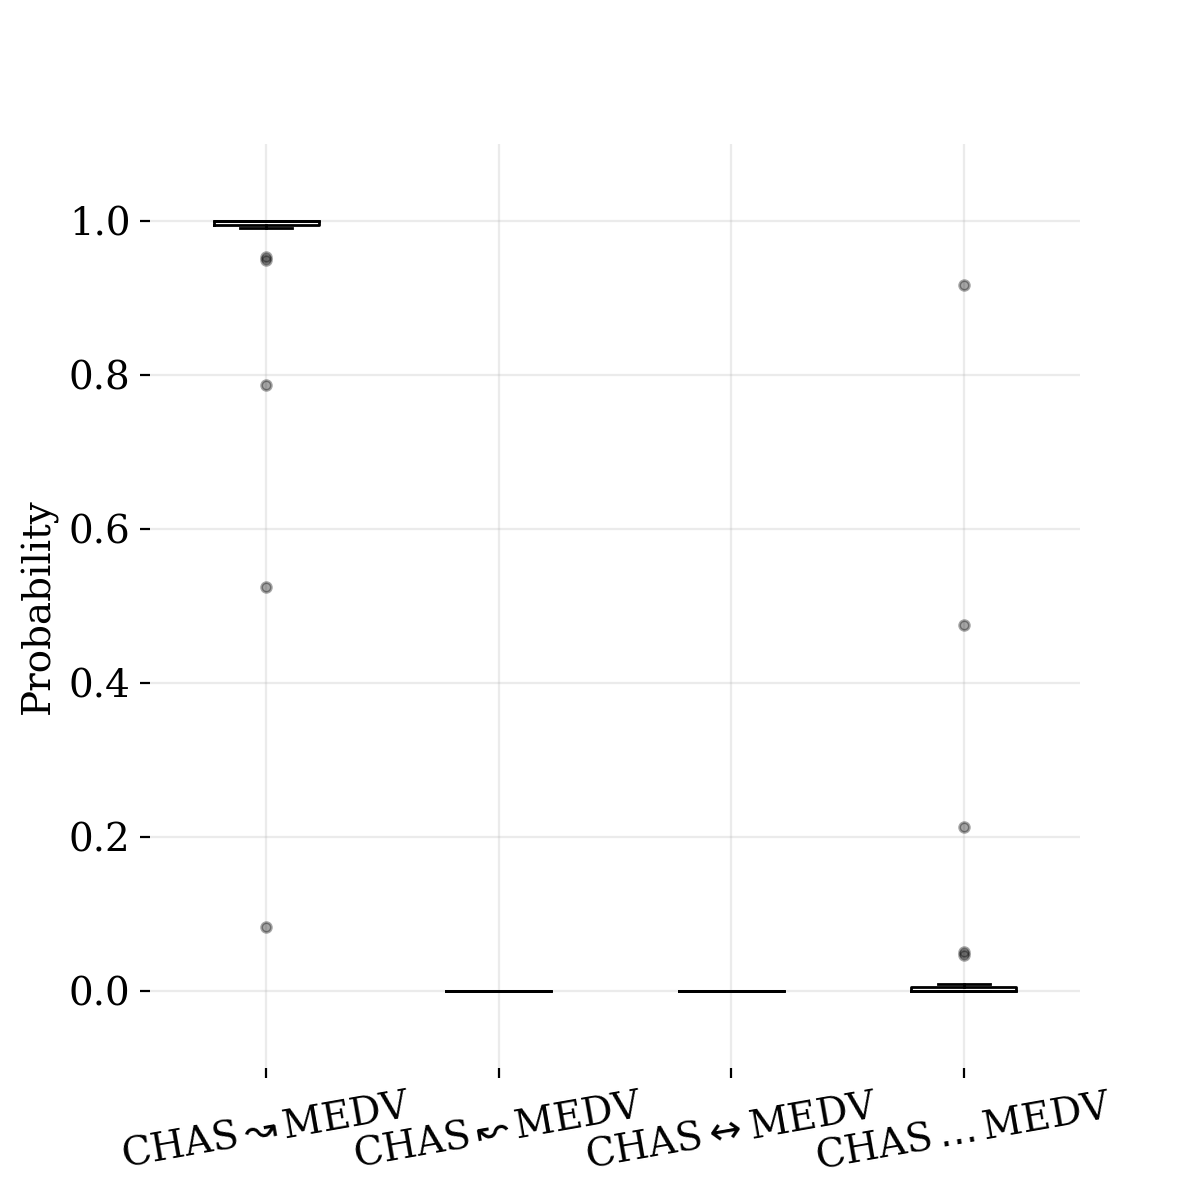 Probability
1.0
0.8
0.6
0.4
0.2
0.0
CHAS ⤳ MEDV
CHAS ⬿ MEDV
CHAS ↔ MEDV
CHAS … MEDV